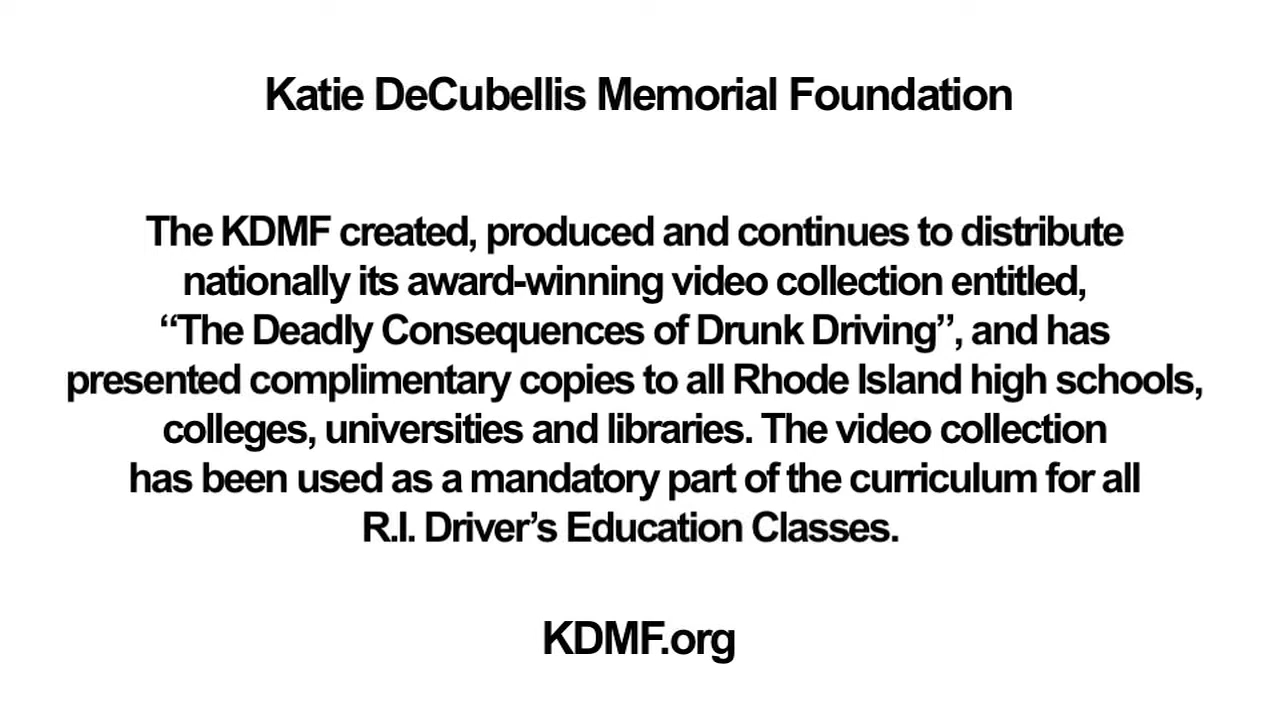 Katie DeCubellis Memorial Foundation
The KDMF created, produced and continues to distribute
nationally its award-winning video collection entitled,
“The Deadly Consequences of Drunk Driving”, and has
presented complimentary copies to all Rhode Island high schools,
colleges, universities and libraries. The video collection
has been used as a mandatory part of the curriculum for all
R.I. Driver’s Education Classes.
KDMF.org